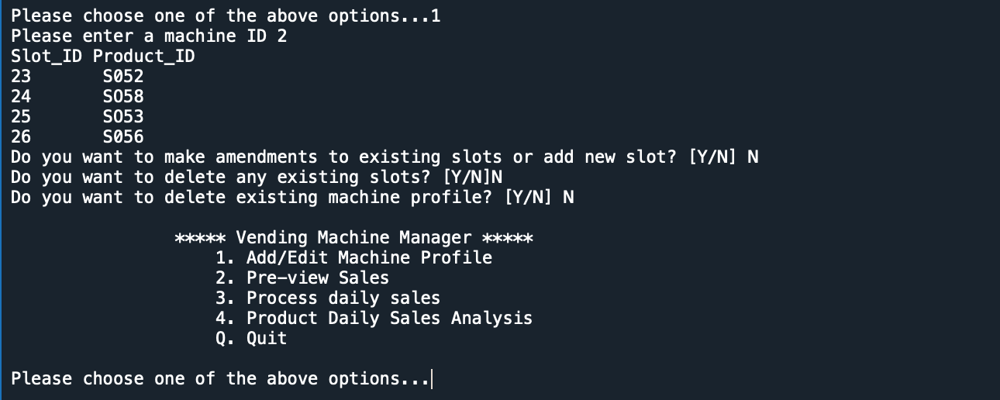 Please choose one of the above options...1
Please enter a machine ID 2
Slot_ID Product_ID
23 S052
24 SO58
25 SO53
26 S056
Do you want to make amendments to existing slots or add new slot? [Y/N] N
Do you want to delete any existing slots? [Y/N]N
Do you want to delete existing machine profile? [Y/N] N
***** Vending Machine Manager *****
1. Add/Edit Machine Profile
2. Pre-view Sales
3. Process daily sales
4. Product Daily Sales Analysis
Q. Quit
Please choose one of the above options...